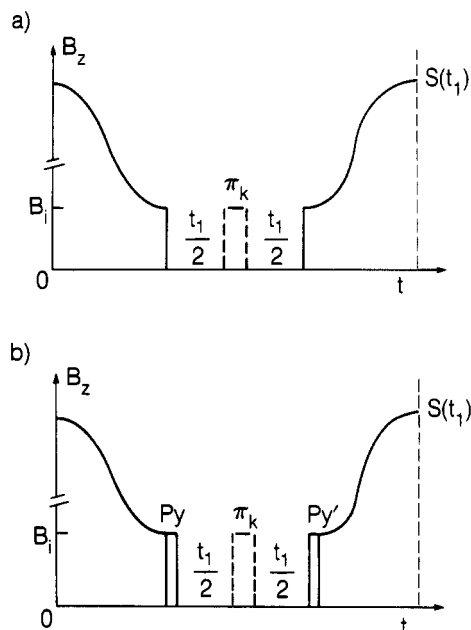 a)
B_z
S(t_1)
B_i
π_k
t_1/2
t_1/2
0
t
b)
B_z
S(t_1)
B_i
Py
π_k
Py′
t_1/2
t_1/2
0
t